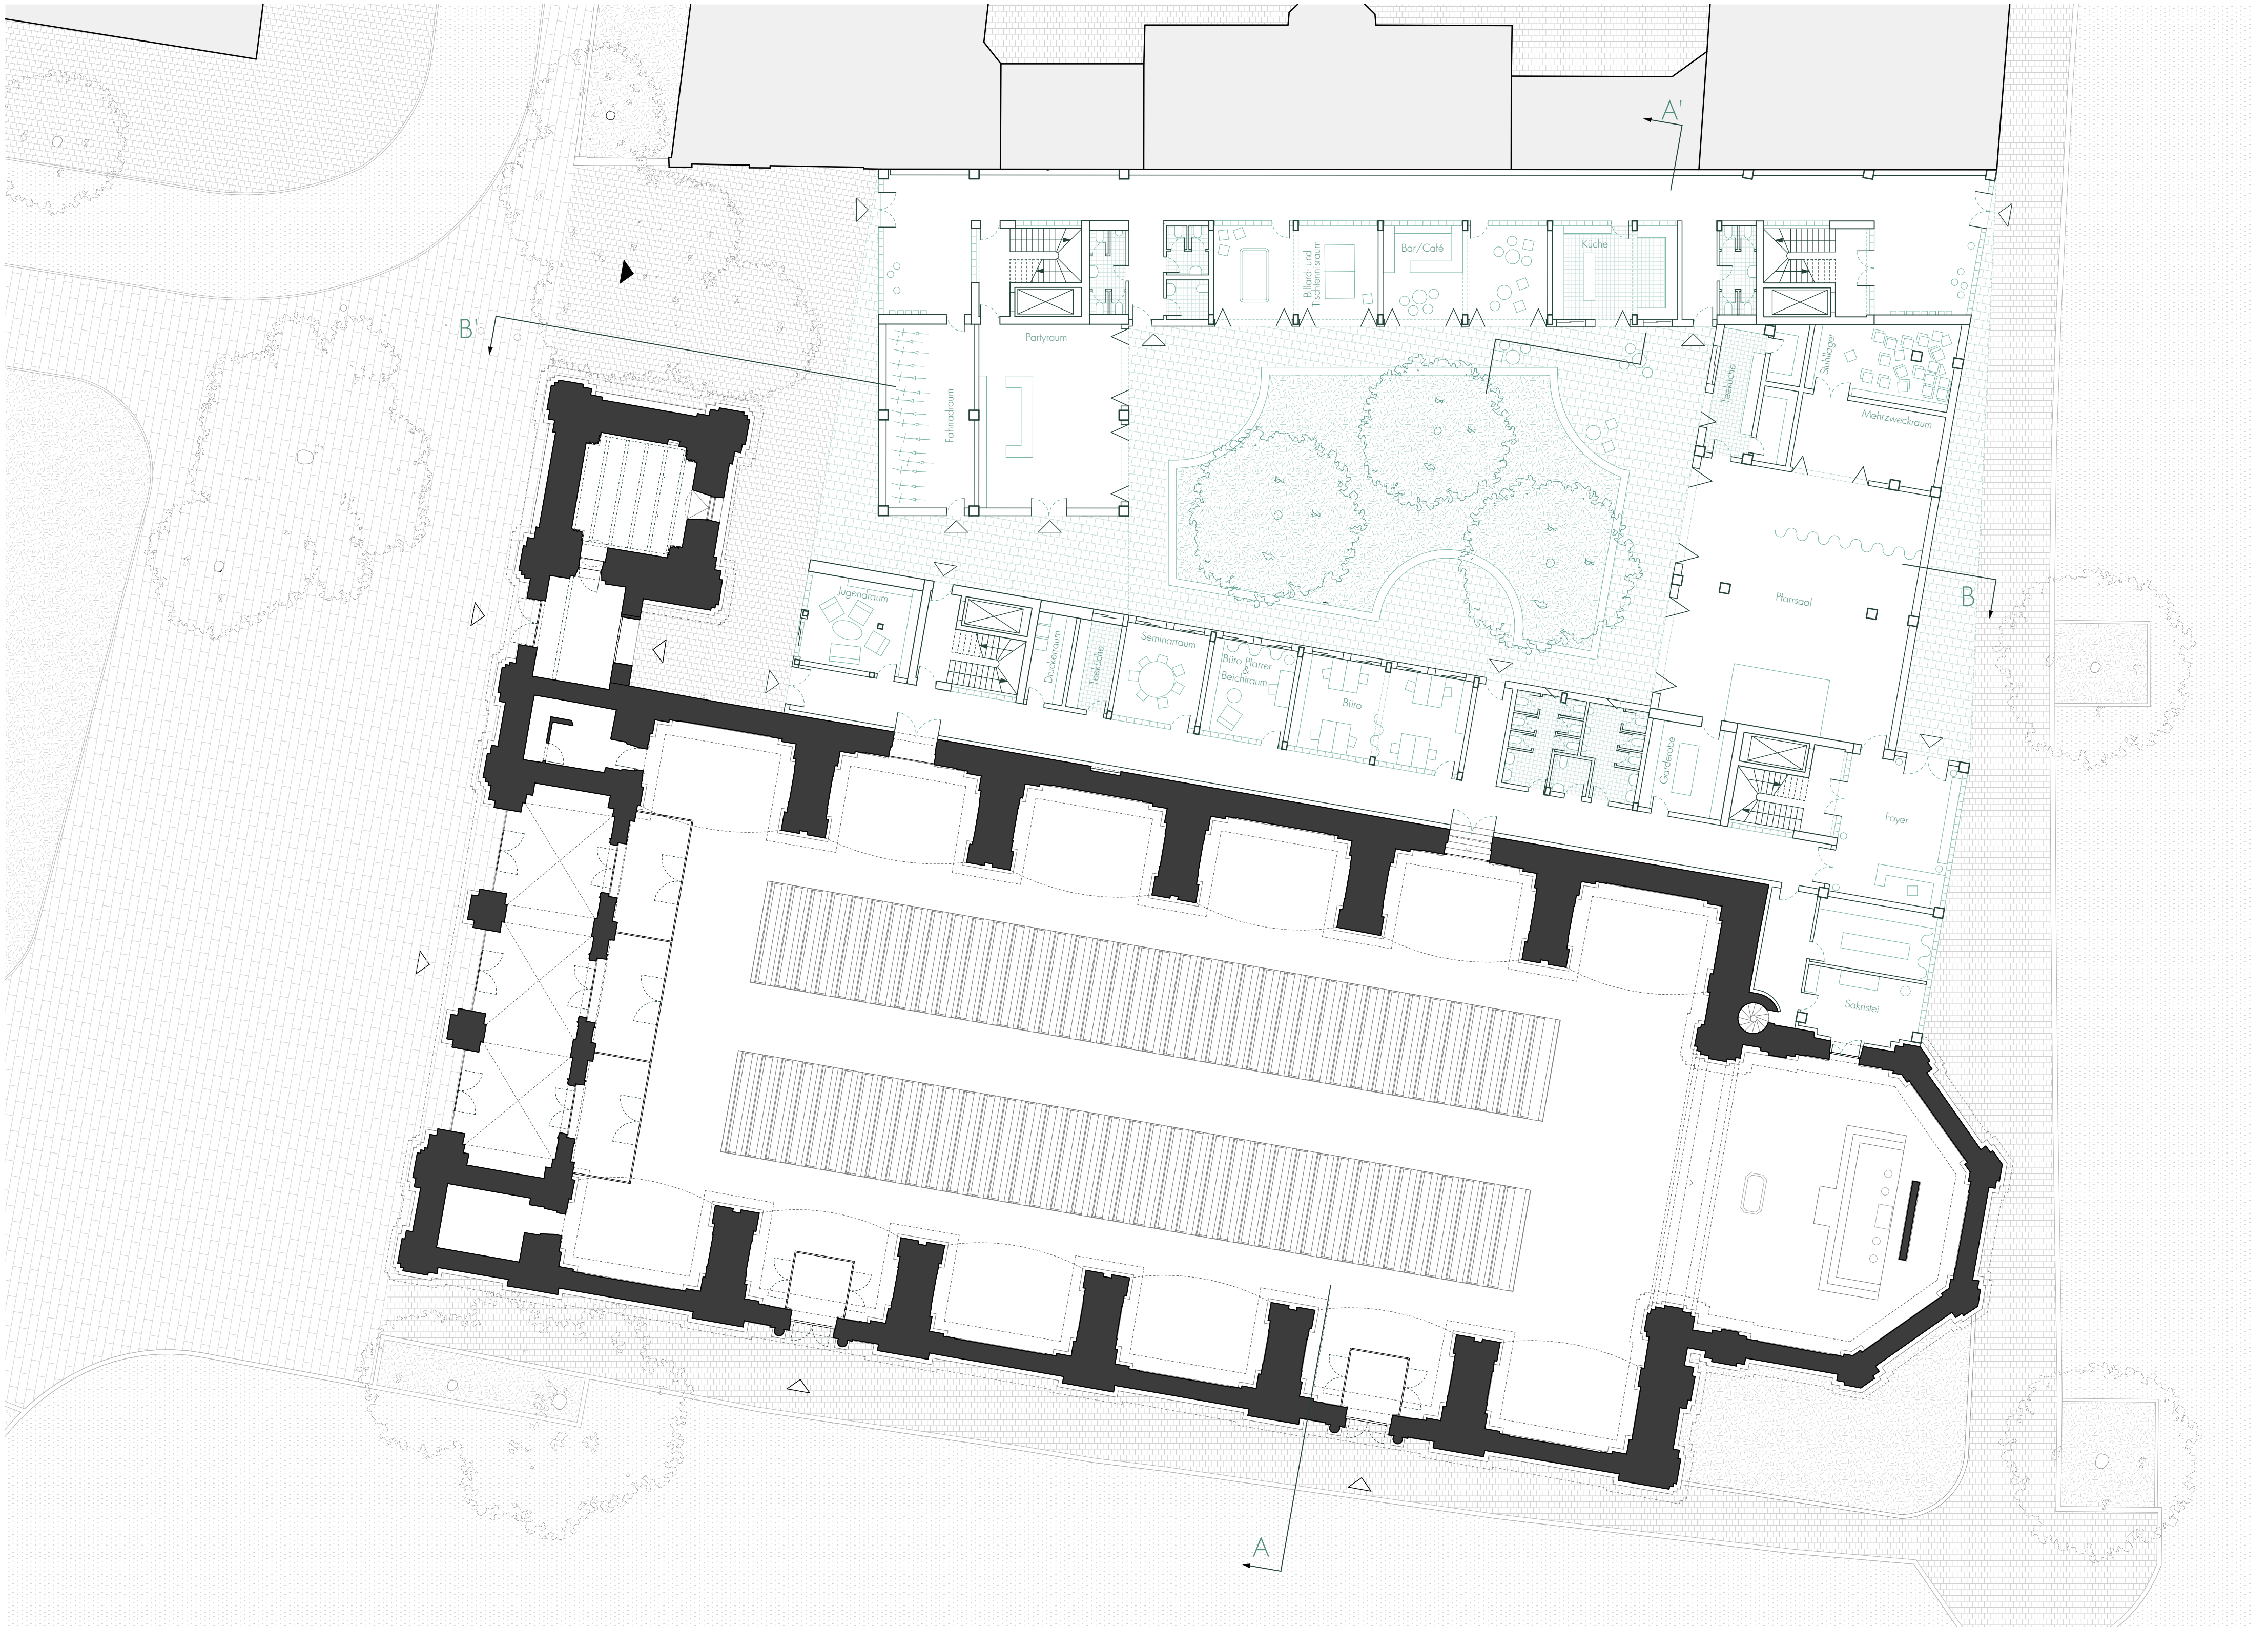 A'
B'
Partyraum
Fahrradraum
Billard- und
Tischtennisraum
Bar/Café
Küche
Teeküche
Stuhllager
Mehrzweckraum
Pfarrsaal
B
Jugendraum
Druckerraum
Teeküche
Seminarraum
Büro Pfarrer
&
Beichtraum
Büro
Garderobe
Foyer
Sakristei
A